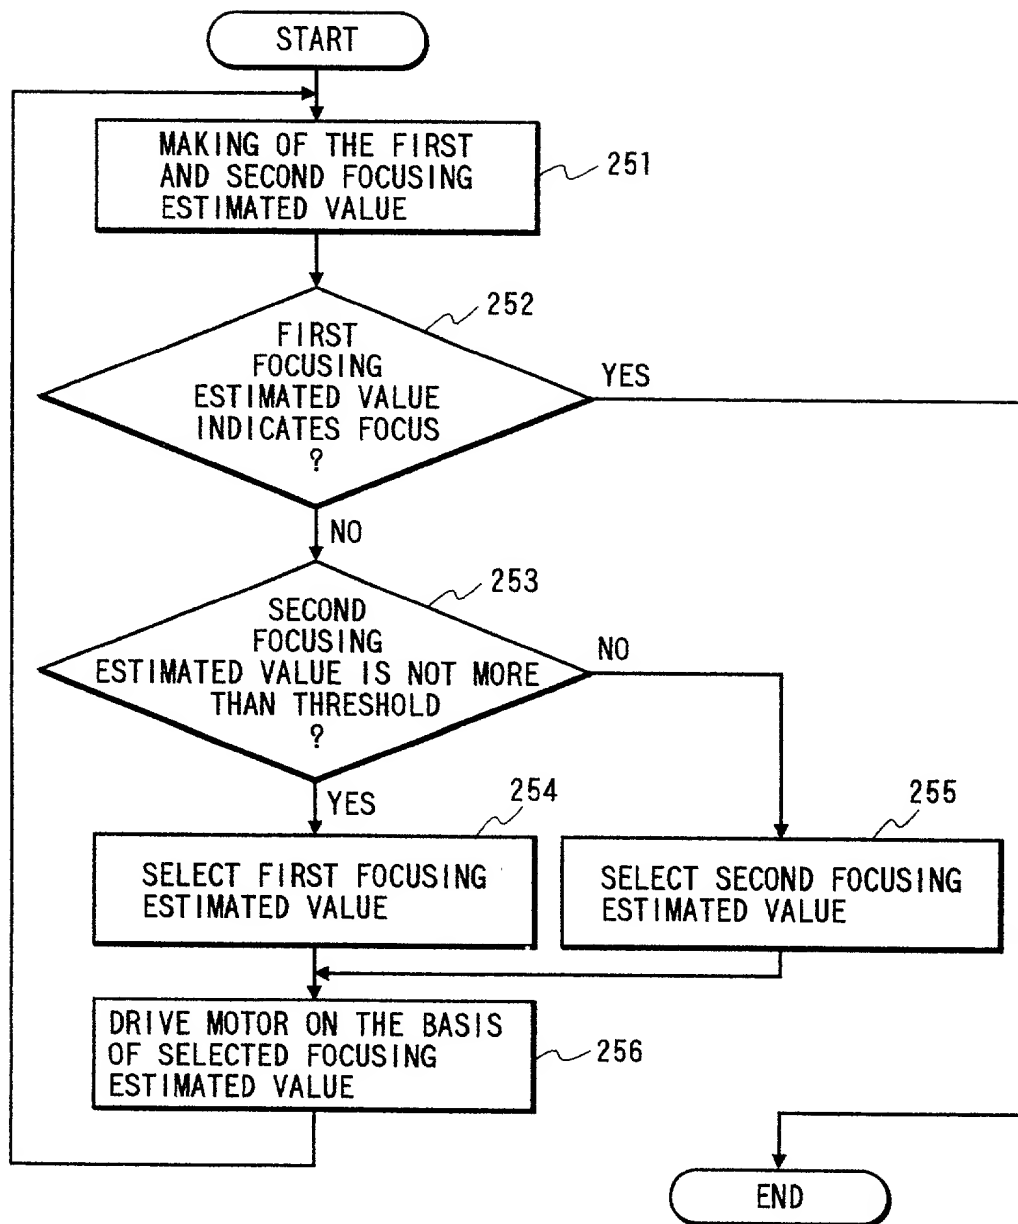 START
MAKING OF THE FIRST
AND SECOND FOCUSING
ESTIMATED VALUE
251
252
FIRST
FOCUSING
ESTIMATED VALUE
INDICATES FOCUS
?
YES
NO
253
SECOND
FOCUSING
ESTIMATED VALUE IS NOT MORE
THAN THRESHOLD
?
NO
YES
254
255
SELECT FIRST FOCUSING
ESTIMATED VALUE
SELECT SECOND FOCUSING
ESTIMATED VALUE
DRIVE MOTOR ON THE BASIS
OF SELECTED FOCUSING
ESTIMATED VALUE
256
END